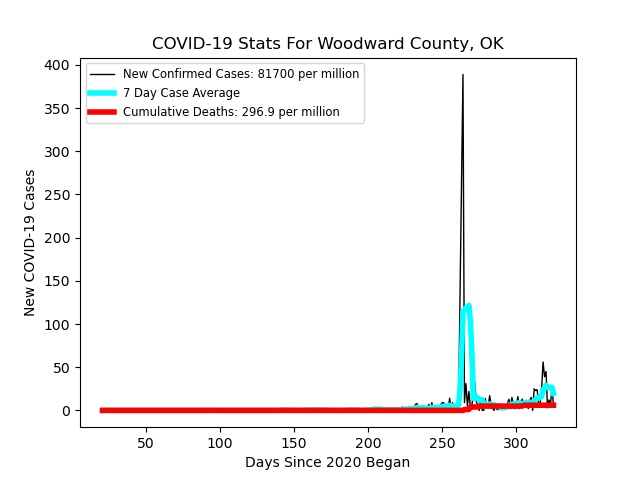 COVID-19 Stats For Woodward County, OK
New Confirmed Cases: 81700 per million
7 Day Case Average
Cumulative Deaths: 296.9 per million
New COVID-19 Cases
400
350
300
250
200
150
100
50
0
50
100
150
200
250
300
Days Since 2020 Began